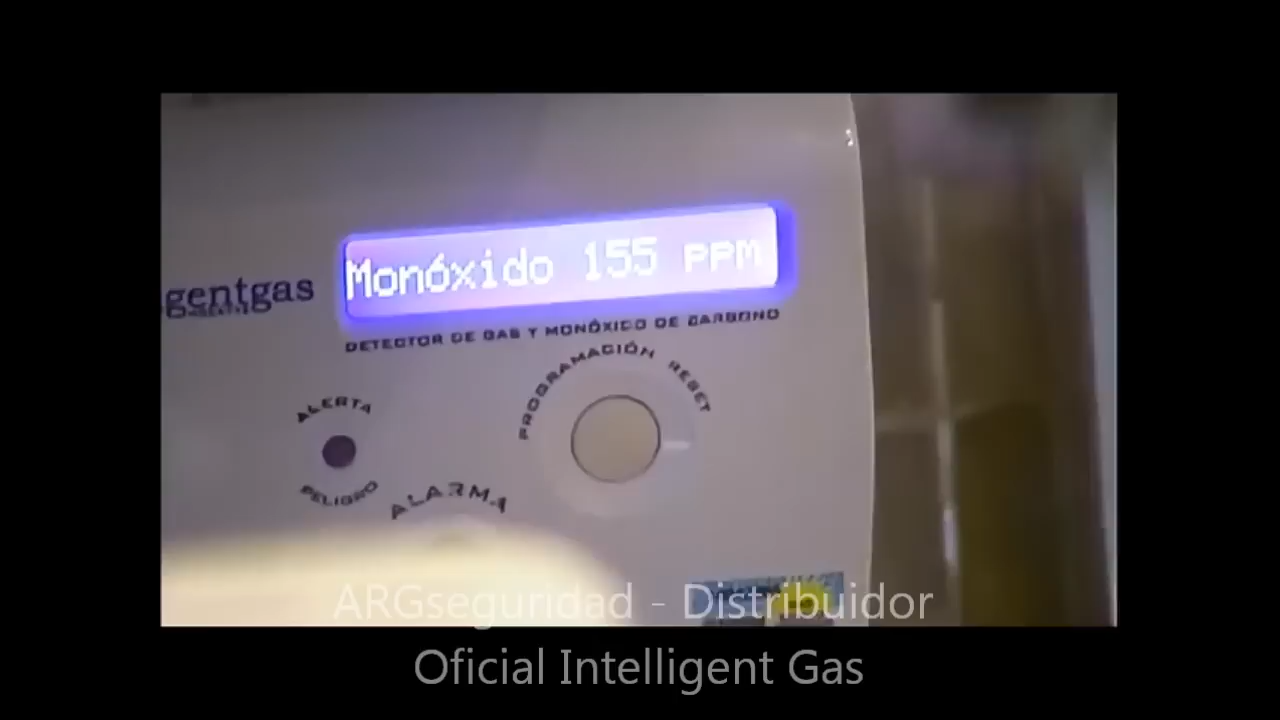 Monóxido 155 PPM
gentgas
DETECTOR DE GAS Y MONÓXIDO DE CARBONO
PROGRAMACIÓN RESET
ALERTA
PELIGRO
ALARMA
ARGseguridad - Distribuidor
Oficial Intelligent Gas